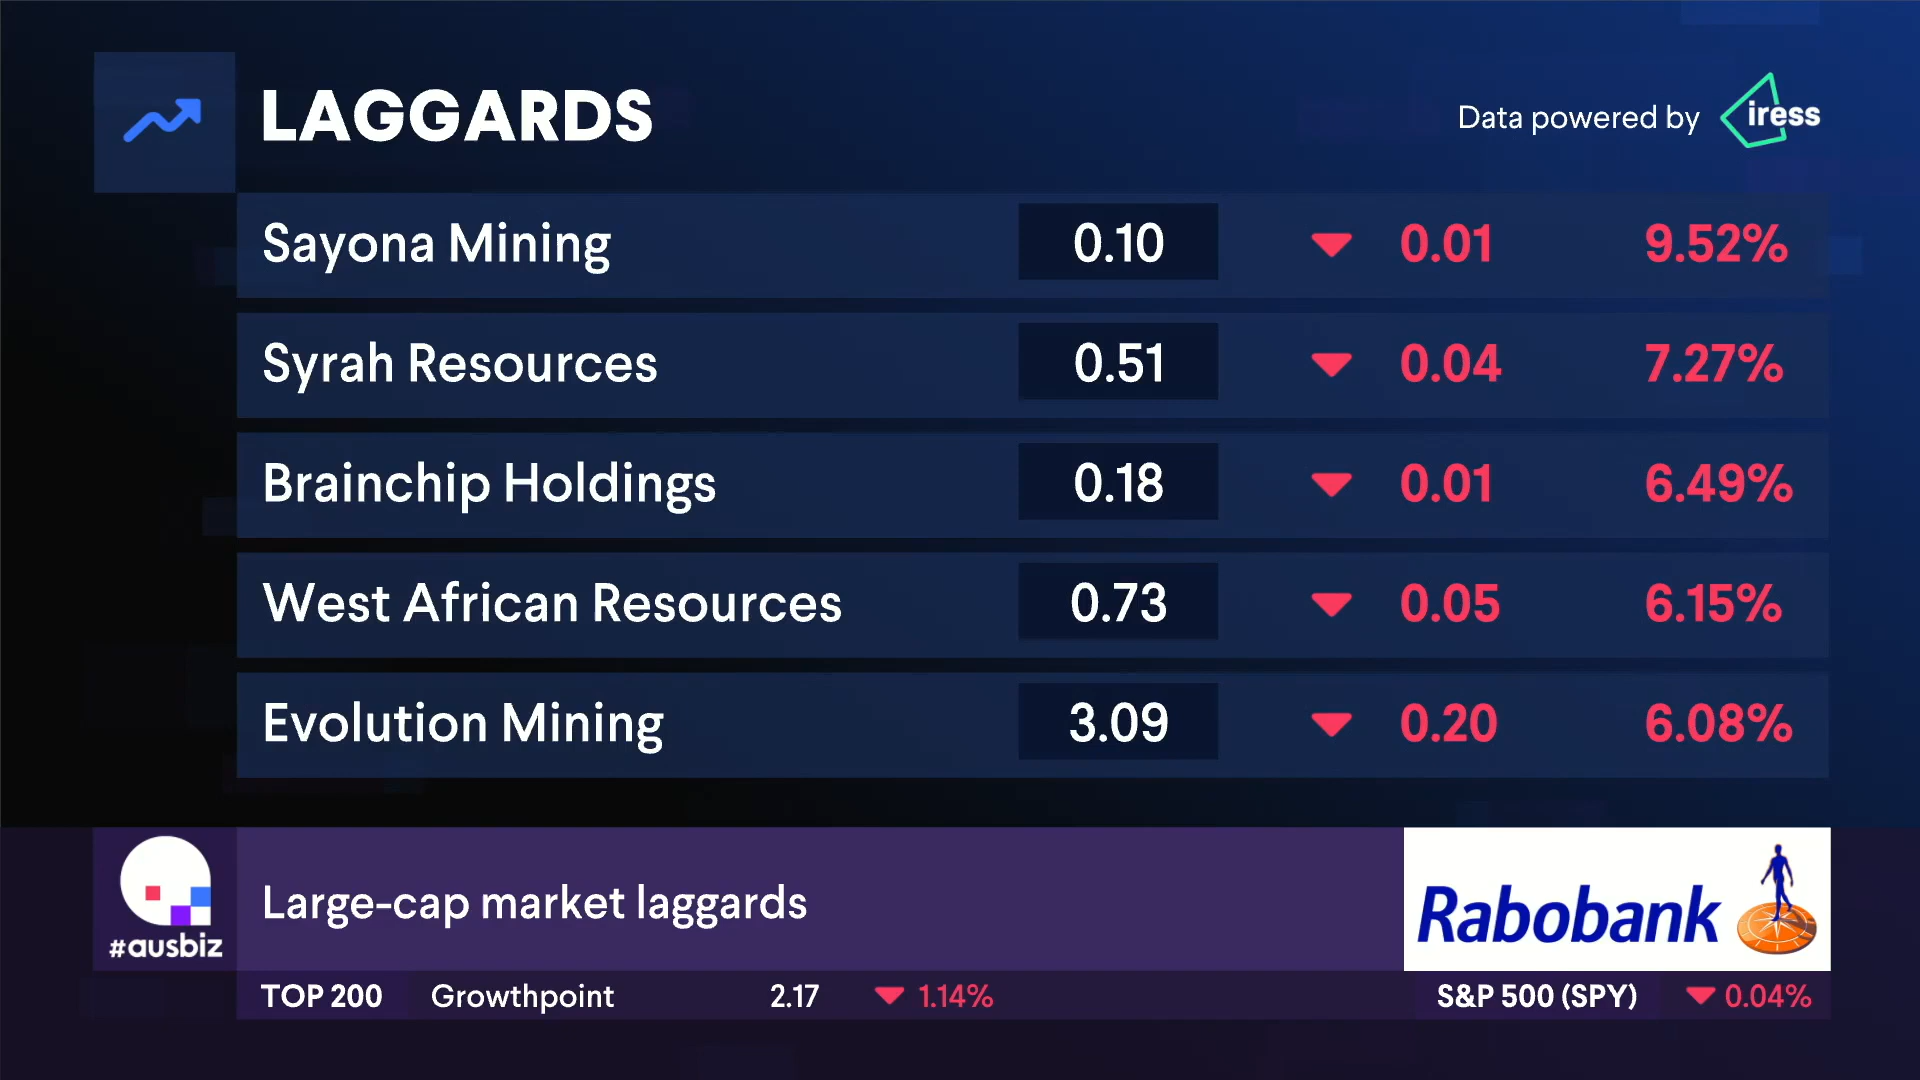 LAGGARDS
Data powered by iress
Sayona Mining 0.10 ▼ 0.01 9.52%
Syrah Resources 0.51 ▼ 0.04 7.27%
Brainchip Holdings 0.18 ▼ 0.01 6.49%
West African Resources 0.73 ▼ 0.05 6.15%
Evolution Mining 3.09 ▼ 0.20 6.08%
#ausbiz
Large-cap market laggards
Rabobank
TOP 200 Growthpoint 2.17 ▼ 1.14% S&P 500 (SPY) ▼ 0.04%